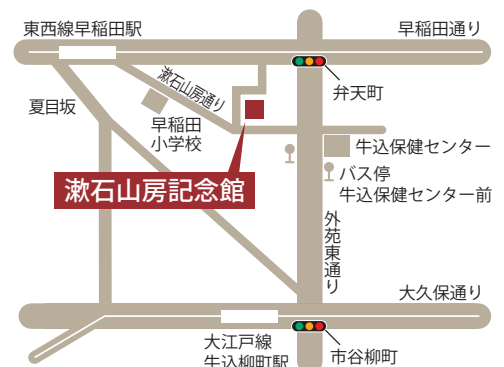 東西線早稲田駅
早稲田通り
漱石山房通り
弁天町
夏目坂
早稲田
小学校
牛込保健センター
バス停
牛込保健センター前
漱石山房記念館
外苑東通り
大久保通り
大江戸線
牛込柳町駅
市谷柳町